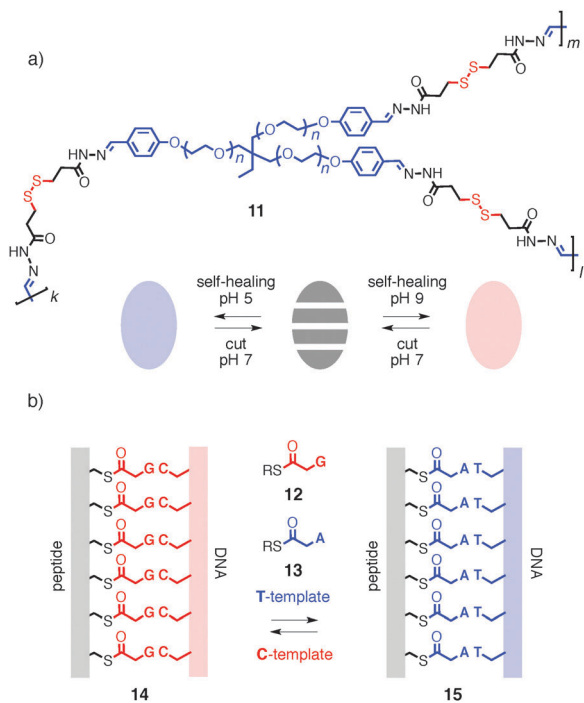 a)
HN-N
m
O
S-S
O
O
O
n
N-NH
O
HN-N
O
O
n
O
n
O
N-NH
O
S
S
O
11
S-S
O
O
HN-N
l
HN-N
k
self-healing
pH 5
cut
pH 7
self-healing
pH 9
cut
pH 7
b)
peptide
O
S
G C
O
S
G C
O
S
G C
O
S
G C
O
S
G C
O
S
G C
DNA
14
O
RS
G
12
O
RS
A
13
T-template
C-template
peptide
O
S
A T
O
S
A T
O
S
A T
O
S
A T
O
S
A T
O
S
A T
DNA
15